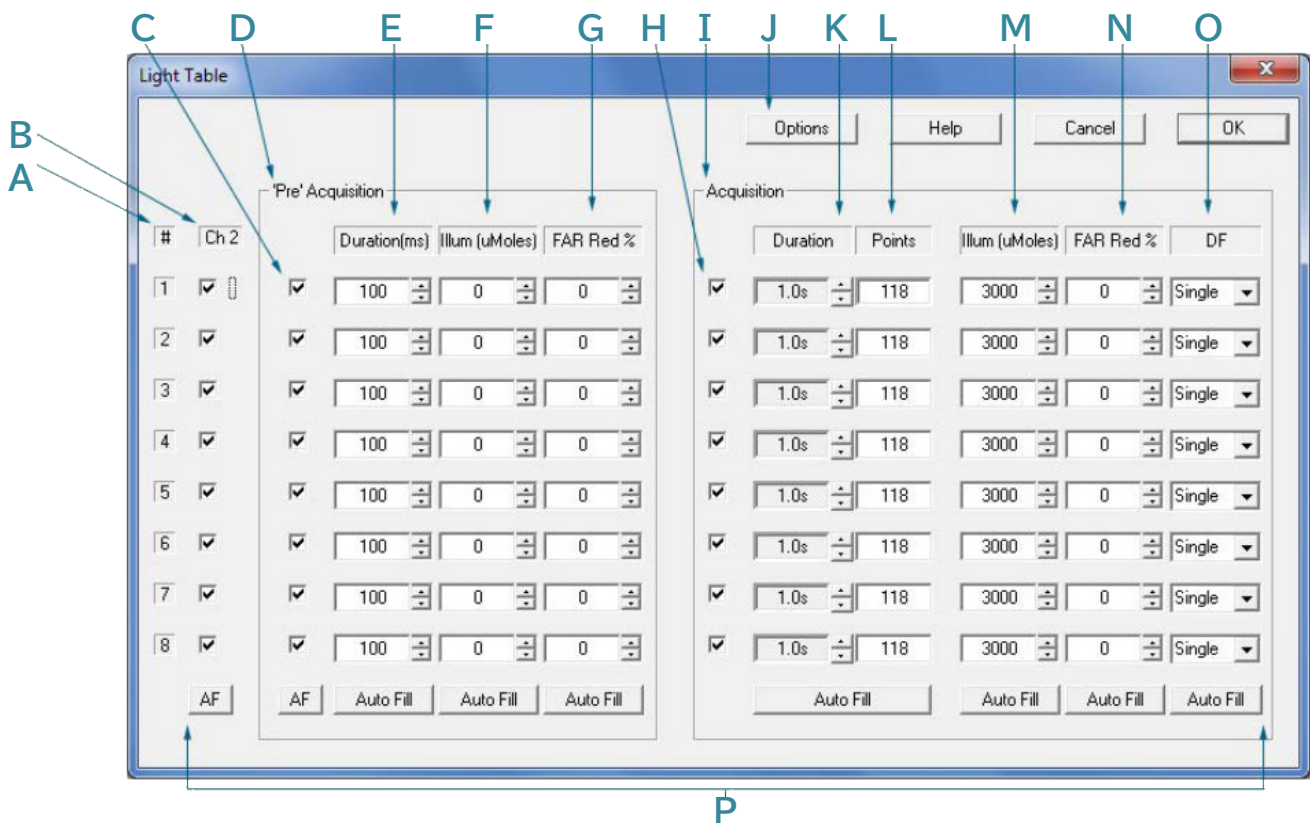 C D E F G H I J K L M N O
Light Table
Options Help Cancel OK
B
A
'Pre' Acquisition Acquisition
# Ch 2 Duration(ms) Illum (uMoles) FAR Red % Duration Points Illum (uMoles) FAR Red % DF
1 100 0 0 1.0s 118 3000 0 Single
2 100 0 0 1.0s 118 3000 0 Single
3 100 0 0 1.0s 118 3000 0 Single
4 100 0 0 1.0s 118 3000 0 Single
5 100 0 0 1.0s 118 3000 0 Single
6 100 0 0 1.0s 118 3000 0 Single
7 100 0 0 1.0s 118 3000 0 Single
8 100 0 0 1.0s 118 3000 0 Single
AF AF Auto Fill Auto Fill Auto Fill Auto Fill Auto Fill Auto Fill Auto Fill
P